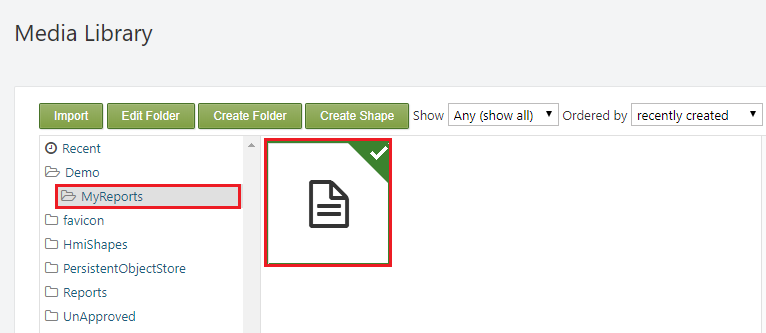 Media Library
Import Edit Folder Create Folder Create Shape Show Any (show all) Ordered by recently created
Recent
Demo
MyReports
favicon
HmiShapes
PersistentObjectStore
Reports
UnApproved